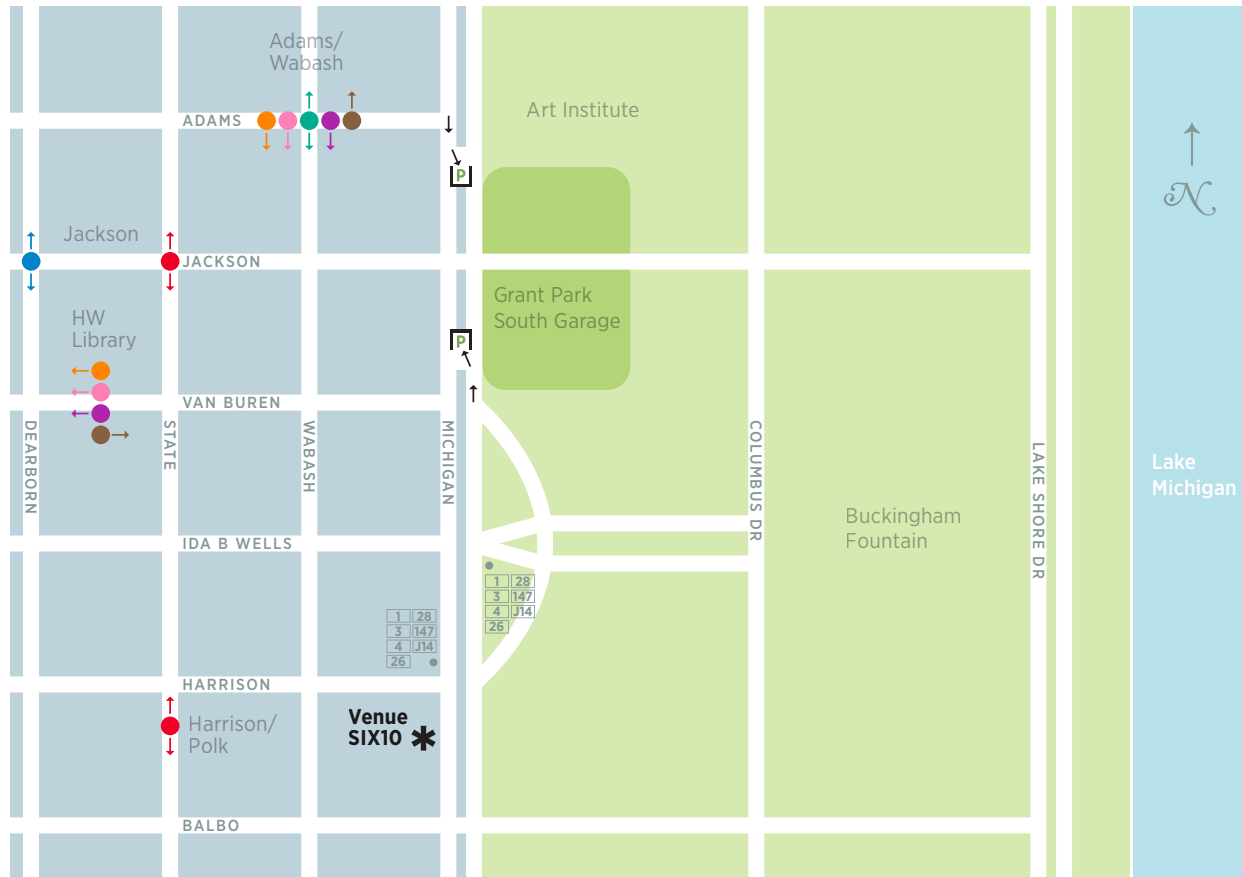 Adams/
Wabash
Art Institute
ADAMS
P
Jackson
JACKSON
N
HW
Library
Grant Park
South Garage
P
VAN BUREN
DEARBORN
STATE
WABASH
MICHIGAN
COLUMBUS DR
LAKE SHORE DR
Lake
Michigan
Buckingham
Fountain
IDA B WELLS
1 28
3 147
4 J14
26
1 28
3 147
4 J14
26
HARRISON
Harrison/
Polk
Venue
SIX10 *
BALBO